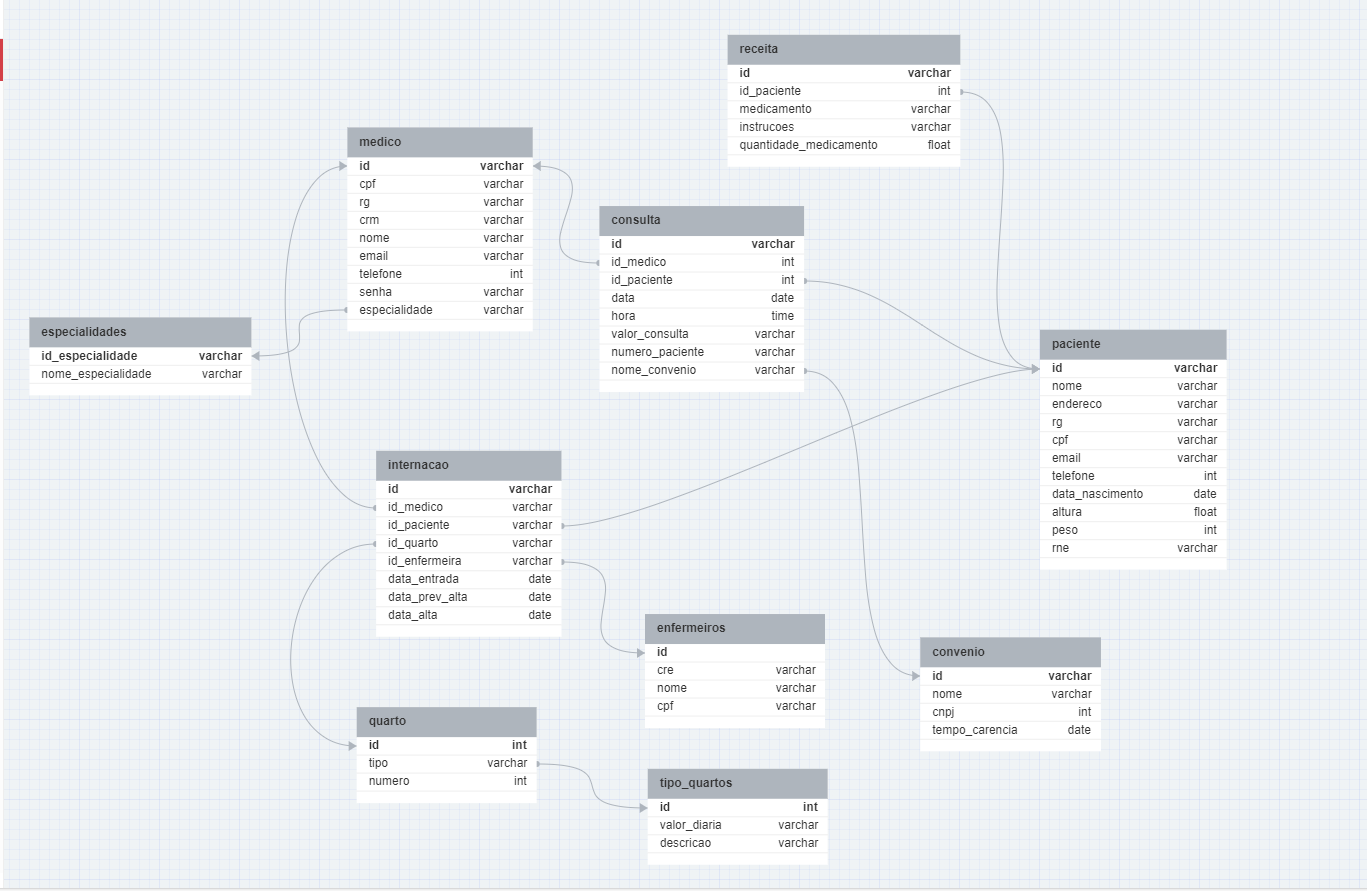 receita
id varchar
id_paciente int
medicamento varchar
instrucoes varchar
quantidade_medicamento float
medico
id varchar
cpf varchar
rg varchar
crm varchar
nome varchar
email varchar
telefone int
senha varchar
especialidade varchar
consulta
id varchar
id_medico int
id_paciente int
data date
hora time
valor_consulta varchar
numero_paciente varchar
nome_convenio varchar
especialidades
id_especialidade varchar
nome_especialidade varchar
paciente
id varchar
nome varchar
endereco varchar
rg varchar
cpf varchar
email varchar
telefone int
data_nascimento date
altura float
peso int
rne varchar
internacao
id varchar
id_medico varchar
id_paciente varchar
id_quarto varchar
id_enfermeira varchar
data_entrada date
data_prev_alta date
data_alta date
enfermeiros
id
cre varchar
nome varchar
cpf varchar
convenio
id varchar
nome varchar
cnpj int
tempo_carencia date
quarto
id int
tipo varchar
numero int
tipo_quartos
id int
valor_diaria varchar
descricao varchar